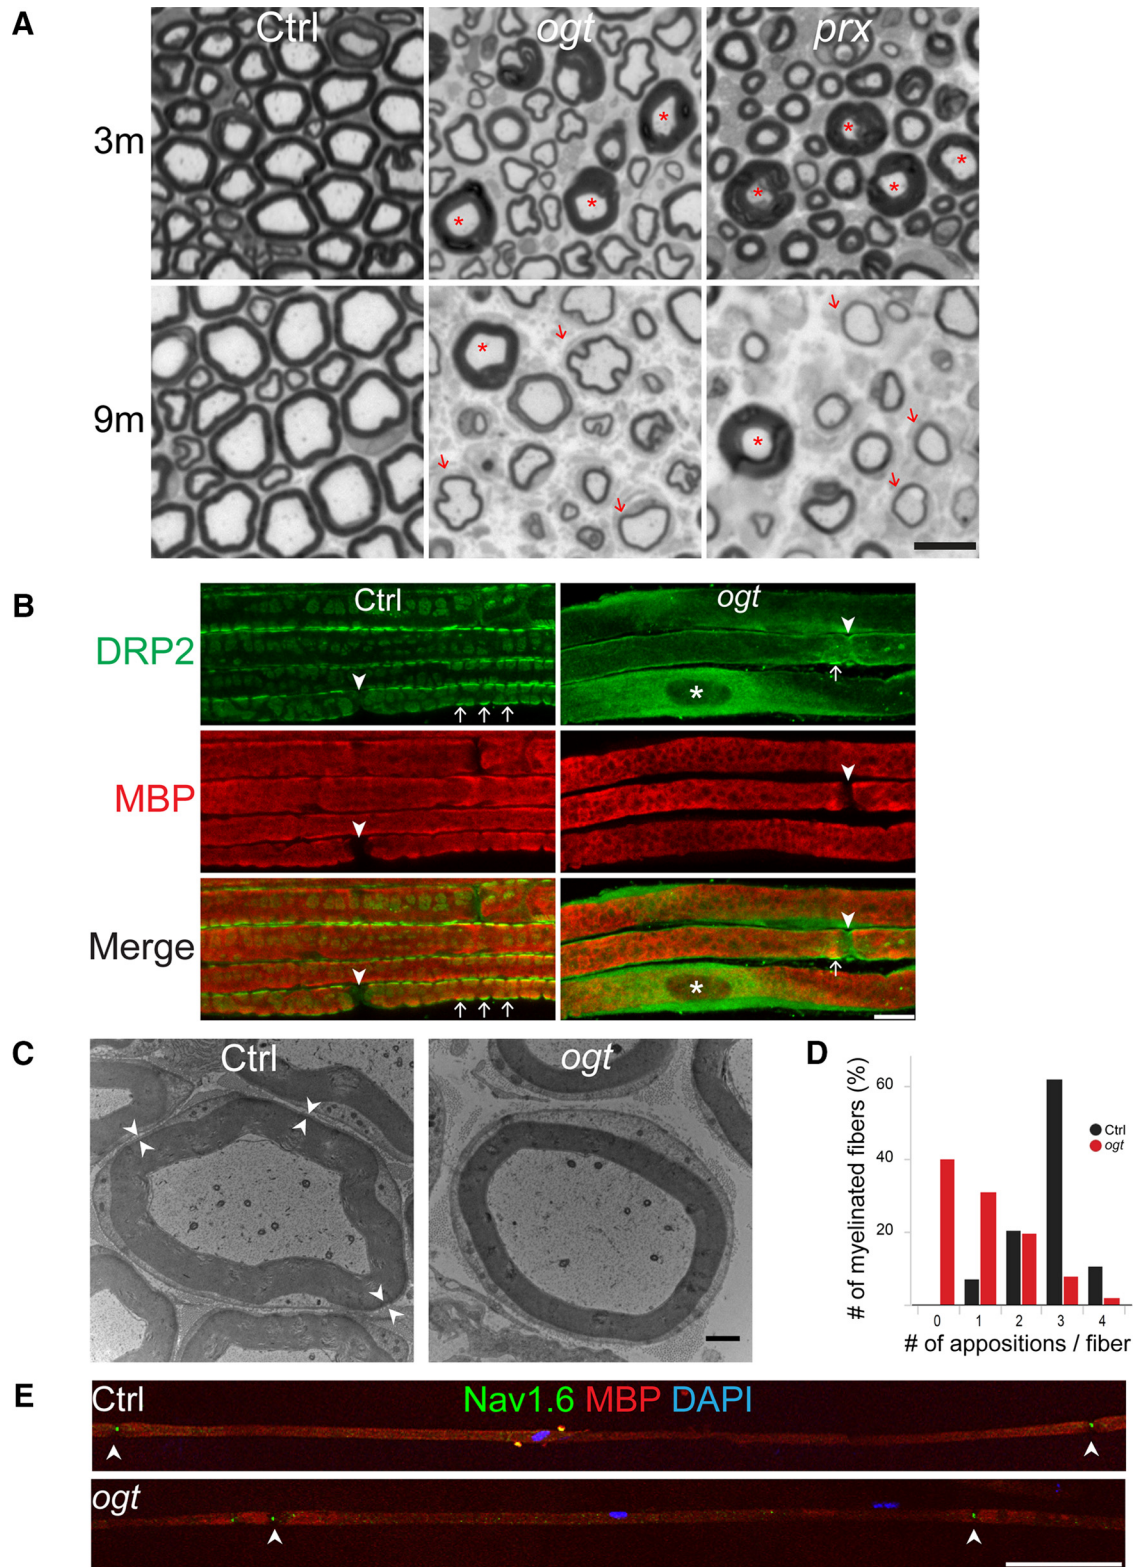 A
Ctrl ogt prx
3m
9m
B
Ctrl ogt
DRP2
MBP
Merge
C
Ctrl ogt
D
# of myelinated fibers (%)
60
40
20
Ctrl
ogt
0 1 2 3 4
# of appositions / fiber
E
Ctrl Nav1.6 MBP DAPI
ogt